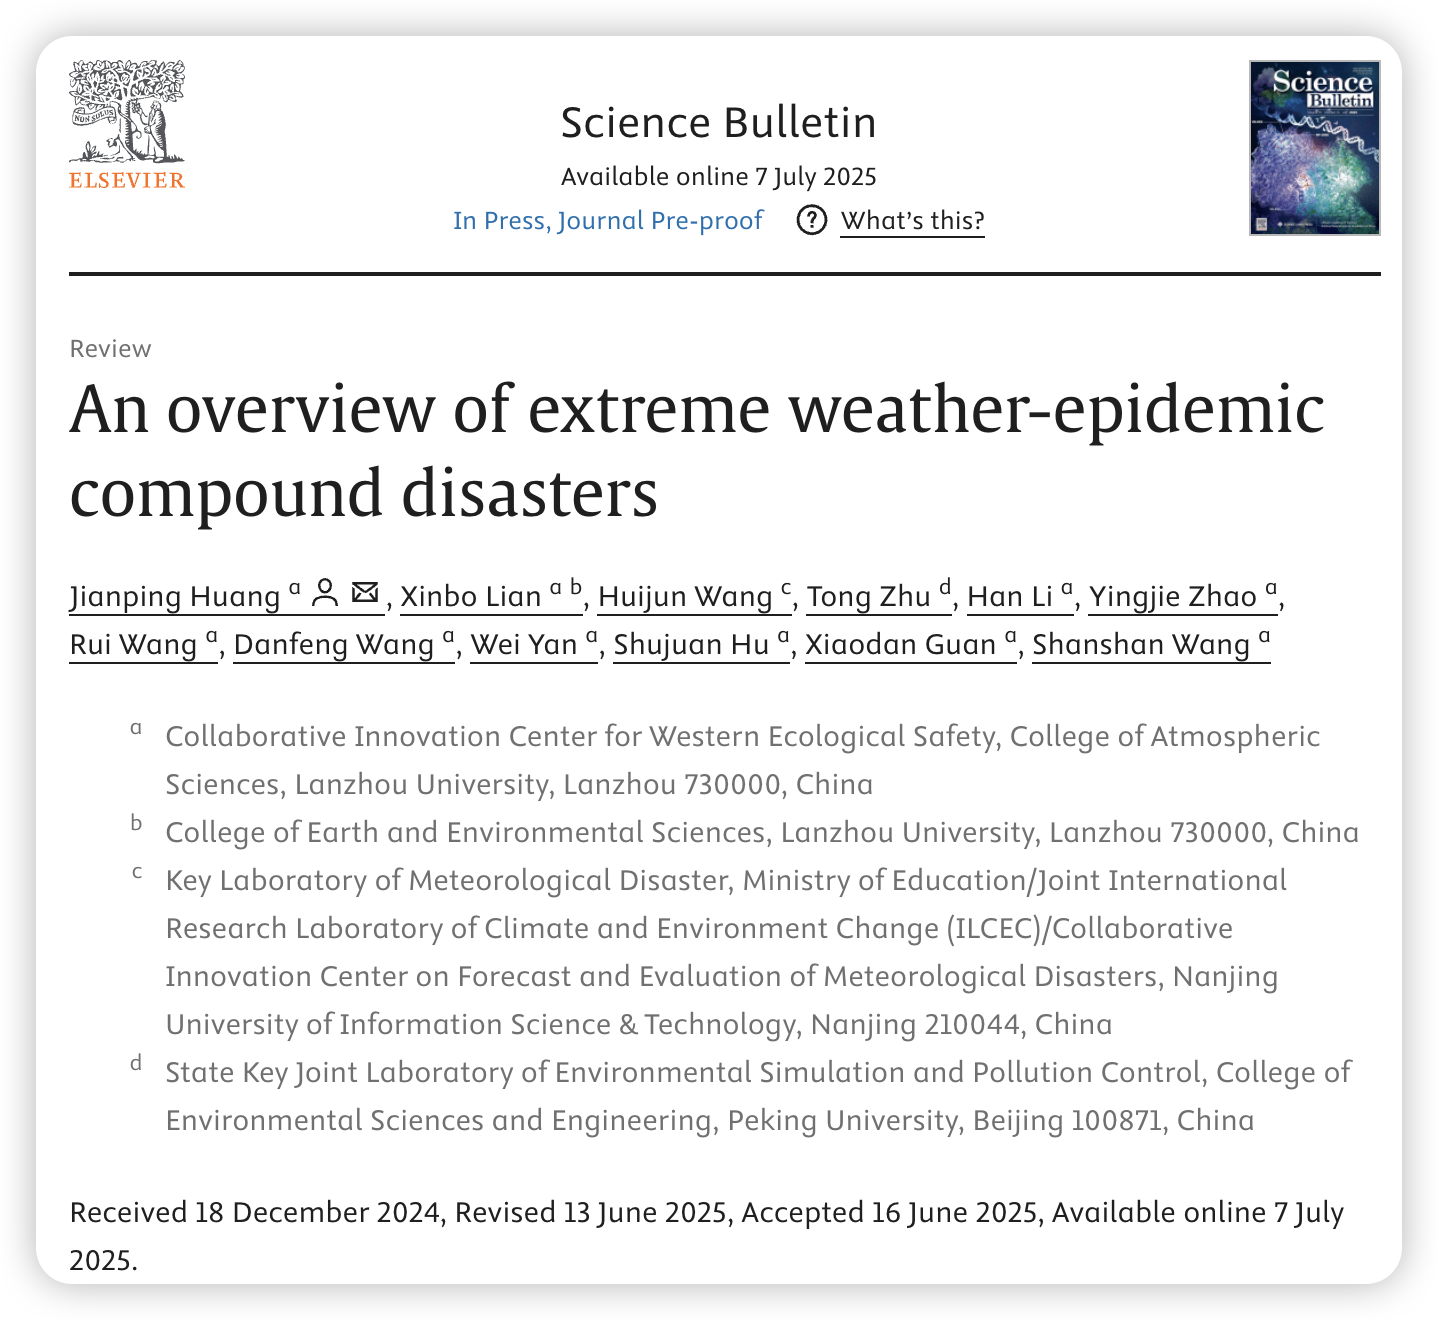 NON SOLUS
ELSEVIER
Science Bulletin
Available online 7 July 2025
In Press, Journal Pre-proof ? What's this?
Science
Bulletin
Review
An overview of extreme weather-epidemic
compound disasters
Jianping Huang a, Xinbo Lian a b, Huijun Wang c, Tong Zhu d, Han Li a, Yingjie Zhao a,
Rui Wang a, Danfeng Wang a, Wei Yan a, Shujuan Hu a, Xiaodan Guan a, Shanshan Wang a
a Collaborative Innovation Center for Western Ecological Safety, College of Atmospheric
Sciences, Lanzhou University, Lanzhou 730000, China
b College of Earth and Environmental Sciences, Lanzhou University, Lanzhou 730000, China
c Key Laboratory of Meteorological Disaster, Ministry of Education/Joint International
Research Laboratory of Climate and Environment Change (ILCEC)/Collaborative
Innovation Center on Forecast and Evaluation of Meteorological Disasters, Nanjing
University of Information Science & Technology, Nanjing 210044, China
d State Key Joint Laboratory of Environmental Simulation and Pollution Control, College of
Environmental Sciences and Engineering, Peking University, Beijing 100871, China
Received 18 December 2024, Revised 13 June 2025, Accepted 16 June 2025, Available online 7 July
2025.